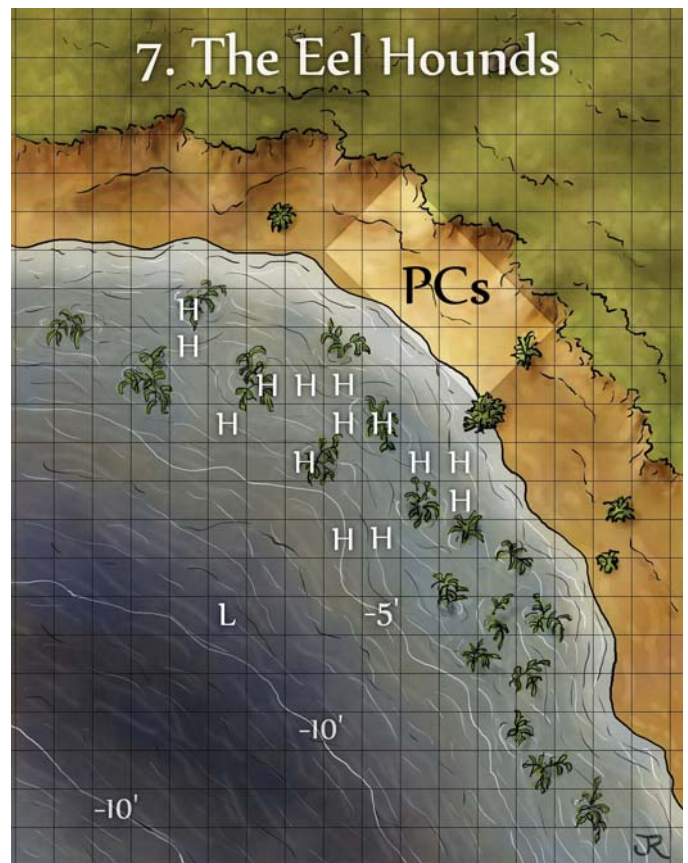 7. The Eel Hounds
PCs
H
H
H H H
H H H
H H H
H
H H
L -5'
-10'
-10'
JR